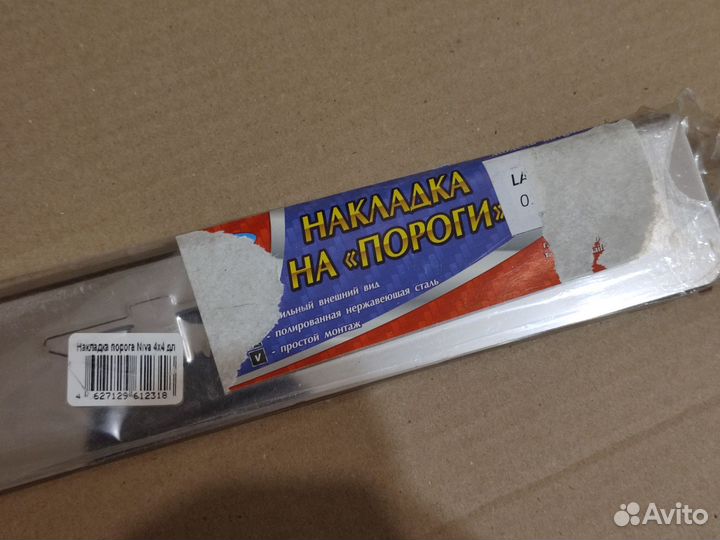 НАКЛАДКА
НА «ПОРОГИ»
LA
0.
внешний вид
- полированная нержавеющая сталь
v - простой монтаж
Накладка порога Niva 4x4 дл
4 627129 612318
Avito